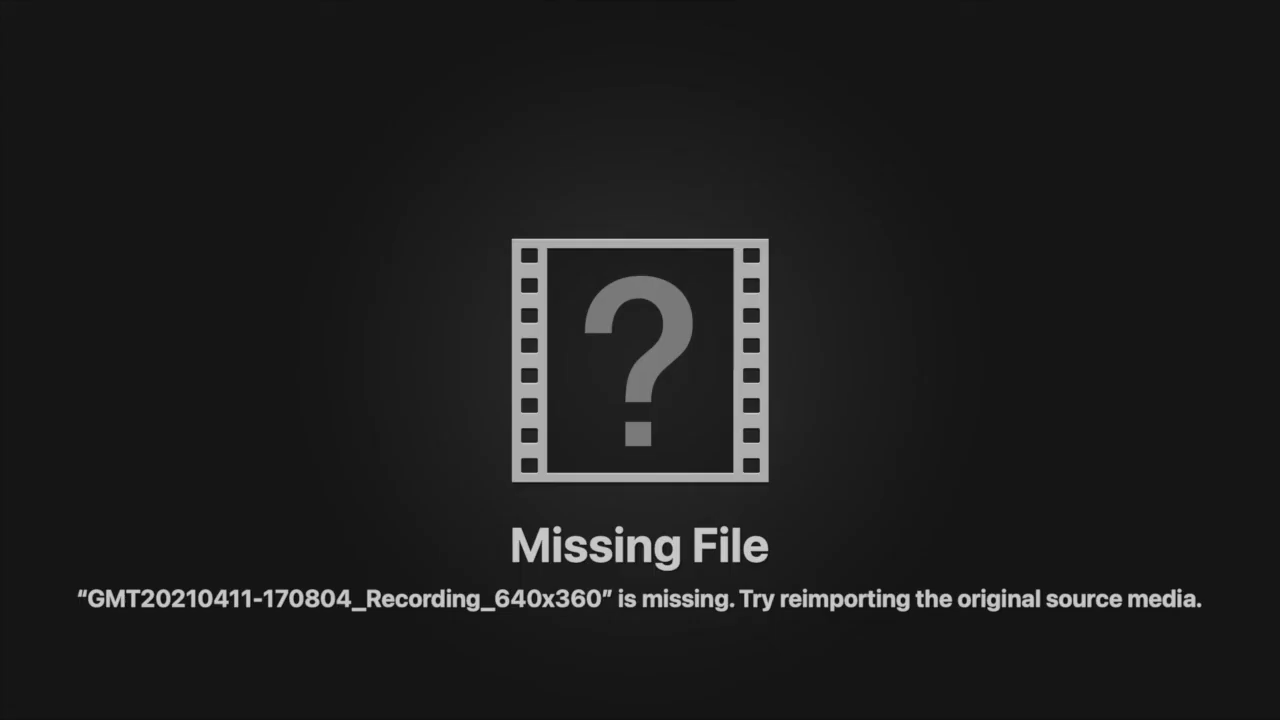 ?
Missing File
“GMT20210411-170804_Recording_640x360” is missing. Try reimporting the original source media.